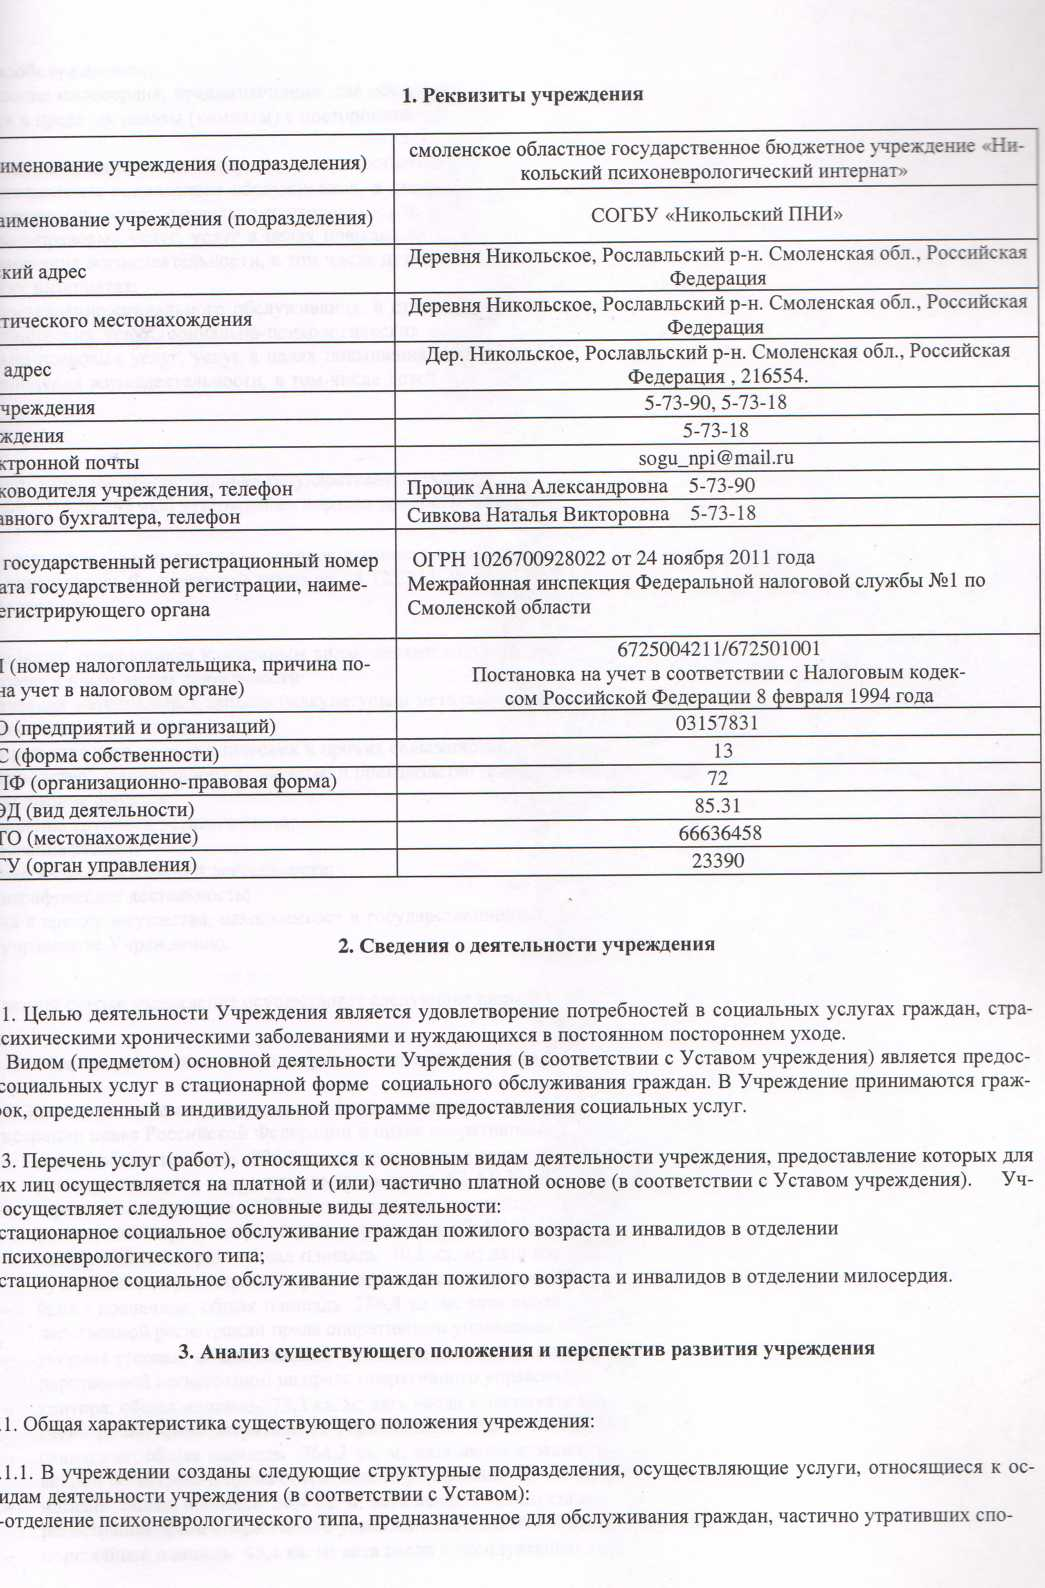 1. Реквизиты учреждения
именование учреждения (подразделения)
смоленское областное государственное бюджетное учреждение «Ни-
кольский психоневрологический интернат»
аименование учреждения (подразделения)
СОГБУ «Никольский ПНИ»
ский адрес
Деревня Никольское, Рославльский р-н. Смоленская обл., Российская
Федерация
тического местонахождения
Деревня Никольское, Рославльский р-н. Смоленская обл., Российская
Федерация
адрес
Дер. Никольское, Рославльский р-н. Смоленская обл., Российская
Федерация , 216554.
чреждения
5-73-90, 5-73-18
ждения
5-73-18
ктронной почты
sogu_npi@mail.ru
ководителя учреждения, телефон
Процик Анна Александровна 5-73-90
авного бухгалтера, телефон
Сивкова Наталья Викторовна 5-73-18
государственный регистрационный номер
ата государственной регистрации, наиме-
егистрирующего органа
ОГРН 1026700928022 от 24 ноября 2011 года
Межрайонная инспекция Федеральной налоговой службы №1 по
Смоленской области
(номер налогоплательщика, причина по-
на учет в налоговом органе)
6725004211/672501001
Постановка на учет в соответствии с Налоговым кодек-
сом Российской Федерации 8 февраля 1994 года
О (предприятий и организаций)
03157831
С (форма собственности)
13
ПФ (организационно-правовая форма)
72
ЭД (вид деятельности)
85.31
ТО (местонахождение)
66636458
ГУ (орган управления)
23390
2. Сведения о деятельности учреждения
1. Целью деятельности Учреждения является удовлетворение потребностей в социальных услугах граждан, стра-
сихическими хроническими заболеваниями и нуждающихся в постоянном постороннем уходе.
Видом (предметом) основной деятельности Учреждения (в соответствии с Уставом учреждения) является предос-
социальных услуг в стационарной форме социального обслуживания граждан. В Учреждение принимаются граж-
рок, определенный в индивидуальной программе предоставления социальных услуг.
3. Перечень услуг (работ), относящихся к основным видам деятельности учреждения, предоставление которых для
их лиц осуществляется на платной и (или) частично платной основе (в соответствии с Уставом учреждения). Уч-
осуществляет следующие основные виды деятельности:
стационарное социальное обслуживание граждан пожилого возраста и инвалидов в отделении
психоневрологического типа;
стационарное социальное обслуживание граждан пожилого возраста и инвалидов в отделении милосердия.
3. Анализ существующего положения и перспектив развития учреждения
.1. Общая характеристика существующего положения учреждения:
.1.1. В учреждении созданы следующие структурные подразделения, осуществляющие услуги, относящиеся к ос-
идам деятельности учреждения (в соответствии с Уставом):
-отделение психоневрологического типа, предназначенное для обслуживания граждан, частично утративших спо-